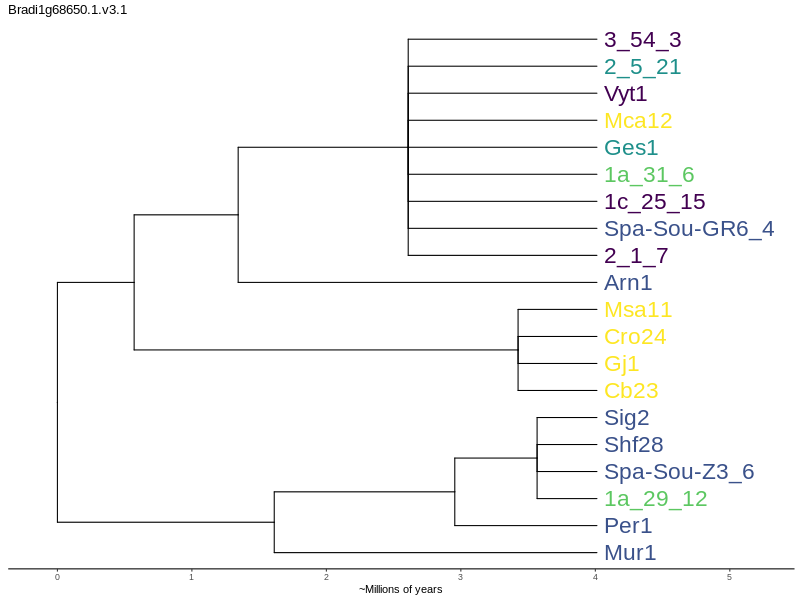 Bradi1g68650.1.v3.1
3_54_3
2_5_21
Vyt1
Mca12
Ges1
1a_31_6
1c_25_15
Spa-Sou-GR6_4
2_1_7
Arn1
Msa11
Cro24
Gj1
Cb23
Sig2
Shf28
Spa-Sou-Z3_6
1a_29_12
Per1
Mur1
0 1 2 3 4 5
~Millions of years